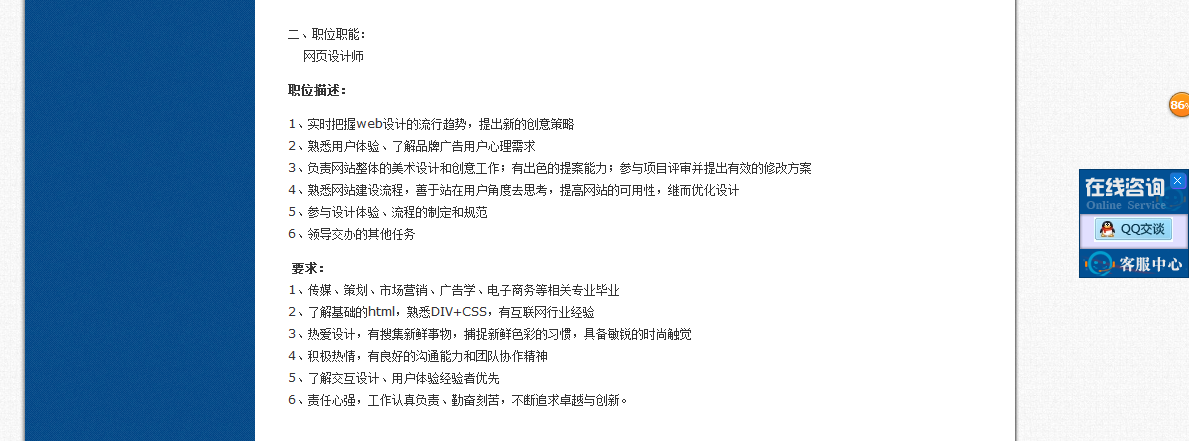 二、职位职能：
网页设计师
职位描述：
1、实时把握web设计的流行趋势，提出新的创意策略
2、熟悉用户体验、了解品牌广告用户心理需求
3、负责网站整体的美术设计和创意工作；有出色的提案能力；参与项目评审并提出有效的修改方案
4、熟悉网站建设流程，善于站在用户角度去思考，提高网站的可用性，继而优化设计
5、参与设计体验、流程的制定和规范
6、领导交办的其他任务
要求：
1、传媒、策划、市场营销、广告学、电子商务等相关专业毕业
2、了解基础的html，熟悉DIV+CSS，有互联网行业经验
3、热爱设计，有搜集新鲜事物，捕捉新鲜色彩的习惯，具备敏锐的时尚触觉
4、积极热情，有良好的沟通能力和团队协作精神
5、了解交互设计、用户体验经验者优先
6、责任心强，工作认真负责、勤奋刻苦，不断追求卓越与创新。
86%
在线咨询
Online Service
QQ交谈
客服中心